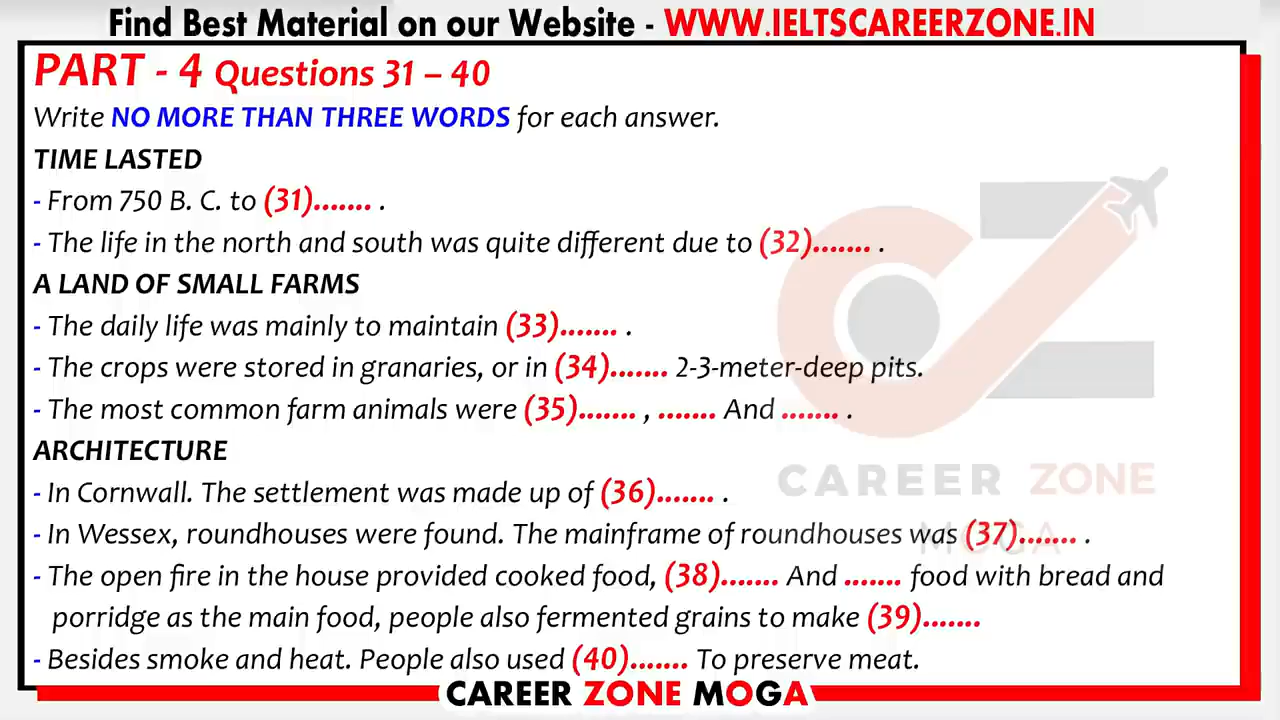 Find Best Material on our Website - WWW.IELTSCAREERZONE.IN
PART - 4 Questions 31 – 40
Write NO MORE THAN THREE WORDS for each answer.
TIME LASTED
- From 750 B. C. to (31)....... .
- The life in the north and south was quite different due to (32)....... .
A LAND OF SMALL FARMS
- The daily life was mainly to maintain (33)....... .
- The crops were stored in granaries, or in (34)....... 2-3-meter-deep pits.
- The most common farm animals were (35)....... , ....... And ....... .
ARCHITECTURE
- In Cornwall. The settlement was made up of (36)....... .
- In Wessex, roundhouses were found. The mainframe of roundhouses was (37)....... .
- The open fire in the house provided cooked food, (38)....... And ....... food with bread and
porridge as the main food, people also fermented grains to make (39).......
- Besides smoke and heat. People also used (40)....... To preserve meat.
CAREER ZONE
MOGA
CAREER ZONE MOGA